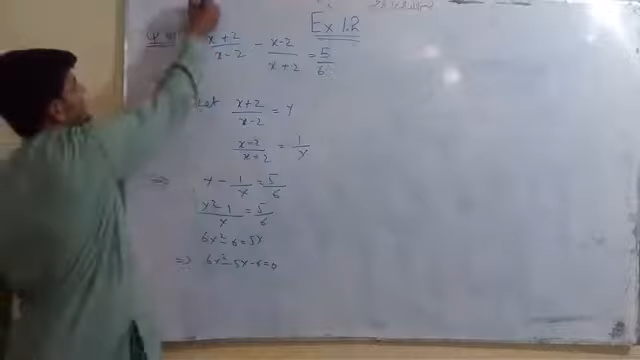 Ex 1.2
x+2/x-2 - x-2/x+2 = 5/6
Let x+2/x-2 = Y
x-2/x+2 = 1/Y
⇒ Y - 1/Y = 5/6
Y²-1/Y = 5/6
6Y²-6=5Y
⇒ 6Y²-5Y-6=0